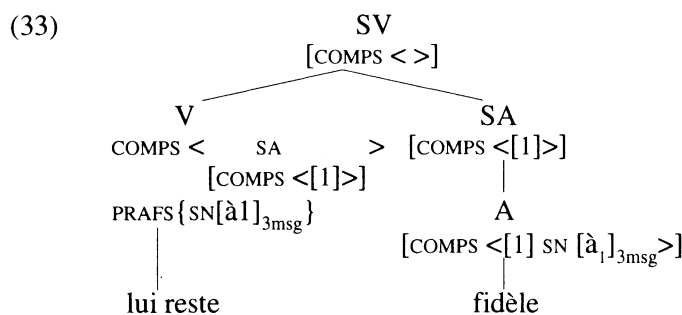 (33) SV
[COMPS < >]
V SA
COMPS < SA > [COMPS <[1]>]
[COMPS <[1]>]
PRAFS{SN[à1]3msg} A
[COMPS <[1] SN [à1]3msg>]
lui reste fidèle